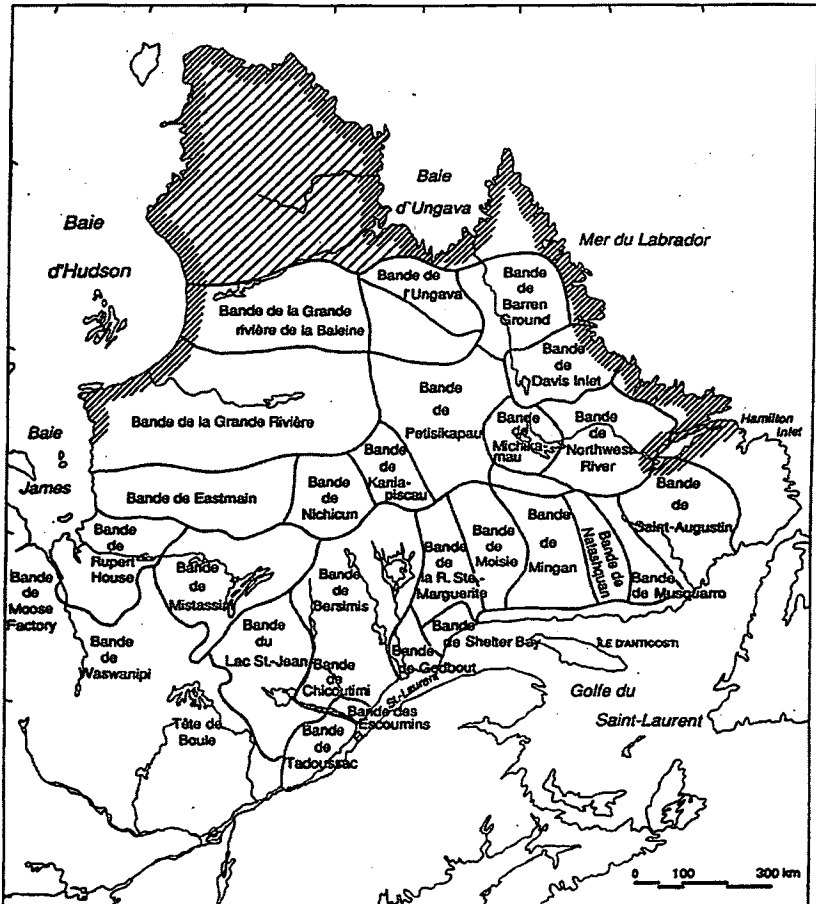 Baie
d'Ungava
Mer du Labrador
Baie
d'Hudson
Bande de
l'Ungava
Bande
de
Barren
Ground
Bande de la Grande
rivière de la Baleine
Bande
de
Davis Inlet
Bande
de
Petisikapau
Bande
de
Michika-
mau
Bande
de
Northwest
River
Hamilton
Inlet
Bande de la Grande Rivière
Baie
James
Bande
de
Kania-
piscau
Bande
de
Nichicun
Bande de Eastmain
Bande
de
Saint-Augustin
Bande
de
Rupert
House
Bande
de
Moose
Factory
Bande
de
Mistassini
Bande
de
Bersimis
Bande
de
la R. Ste-
Marguerite
Bande
de
Moisie
Bande
de
Mingan
Bande de
Natashquan
Bande
de Musquarro
Bande
de
Waswanipi
Bande
du
Lac St-Jean
Bande
de
Chicoutimi
Bande
de Shelter Bay
Bande
de Godbout
ÎLE D'ANTICOSTI
St-Laurent
Golfe du
Saint-Laurent
Bande des
Escoumins
Tête de
Boule
Bande
de
Tadoussac
0 100 300 km